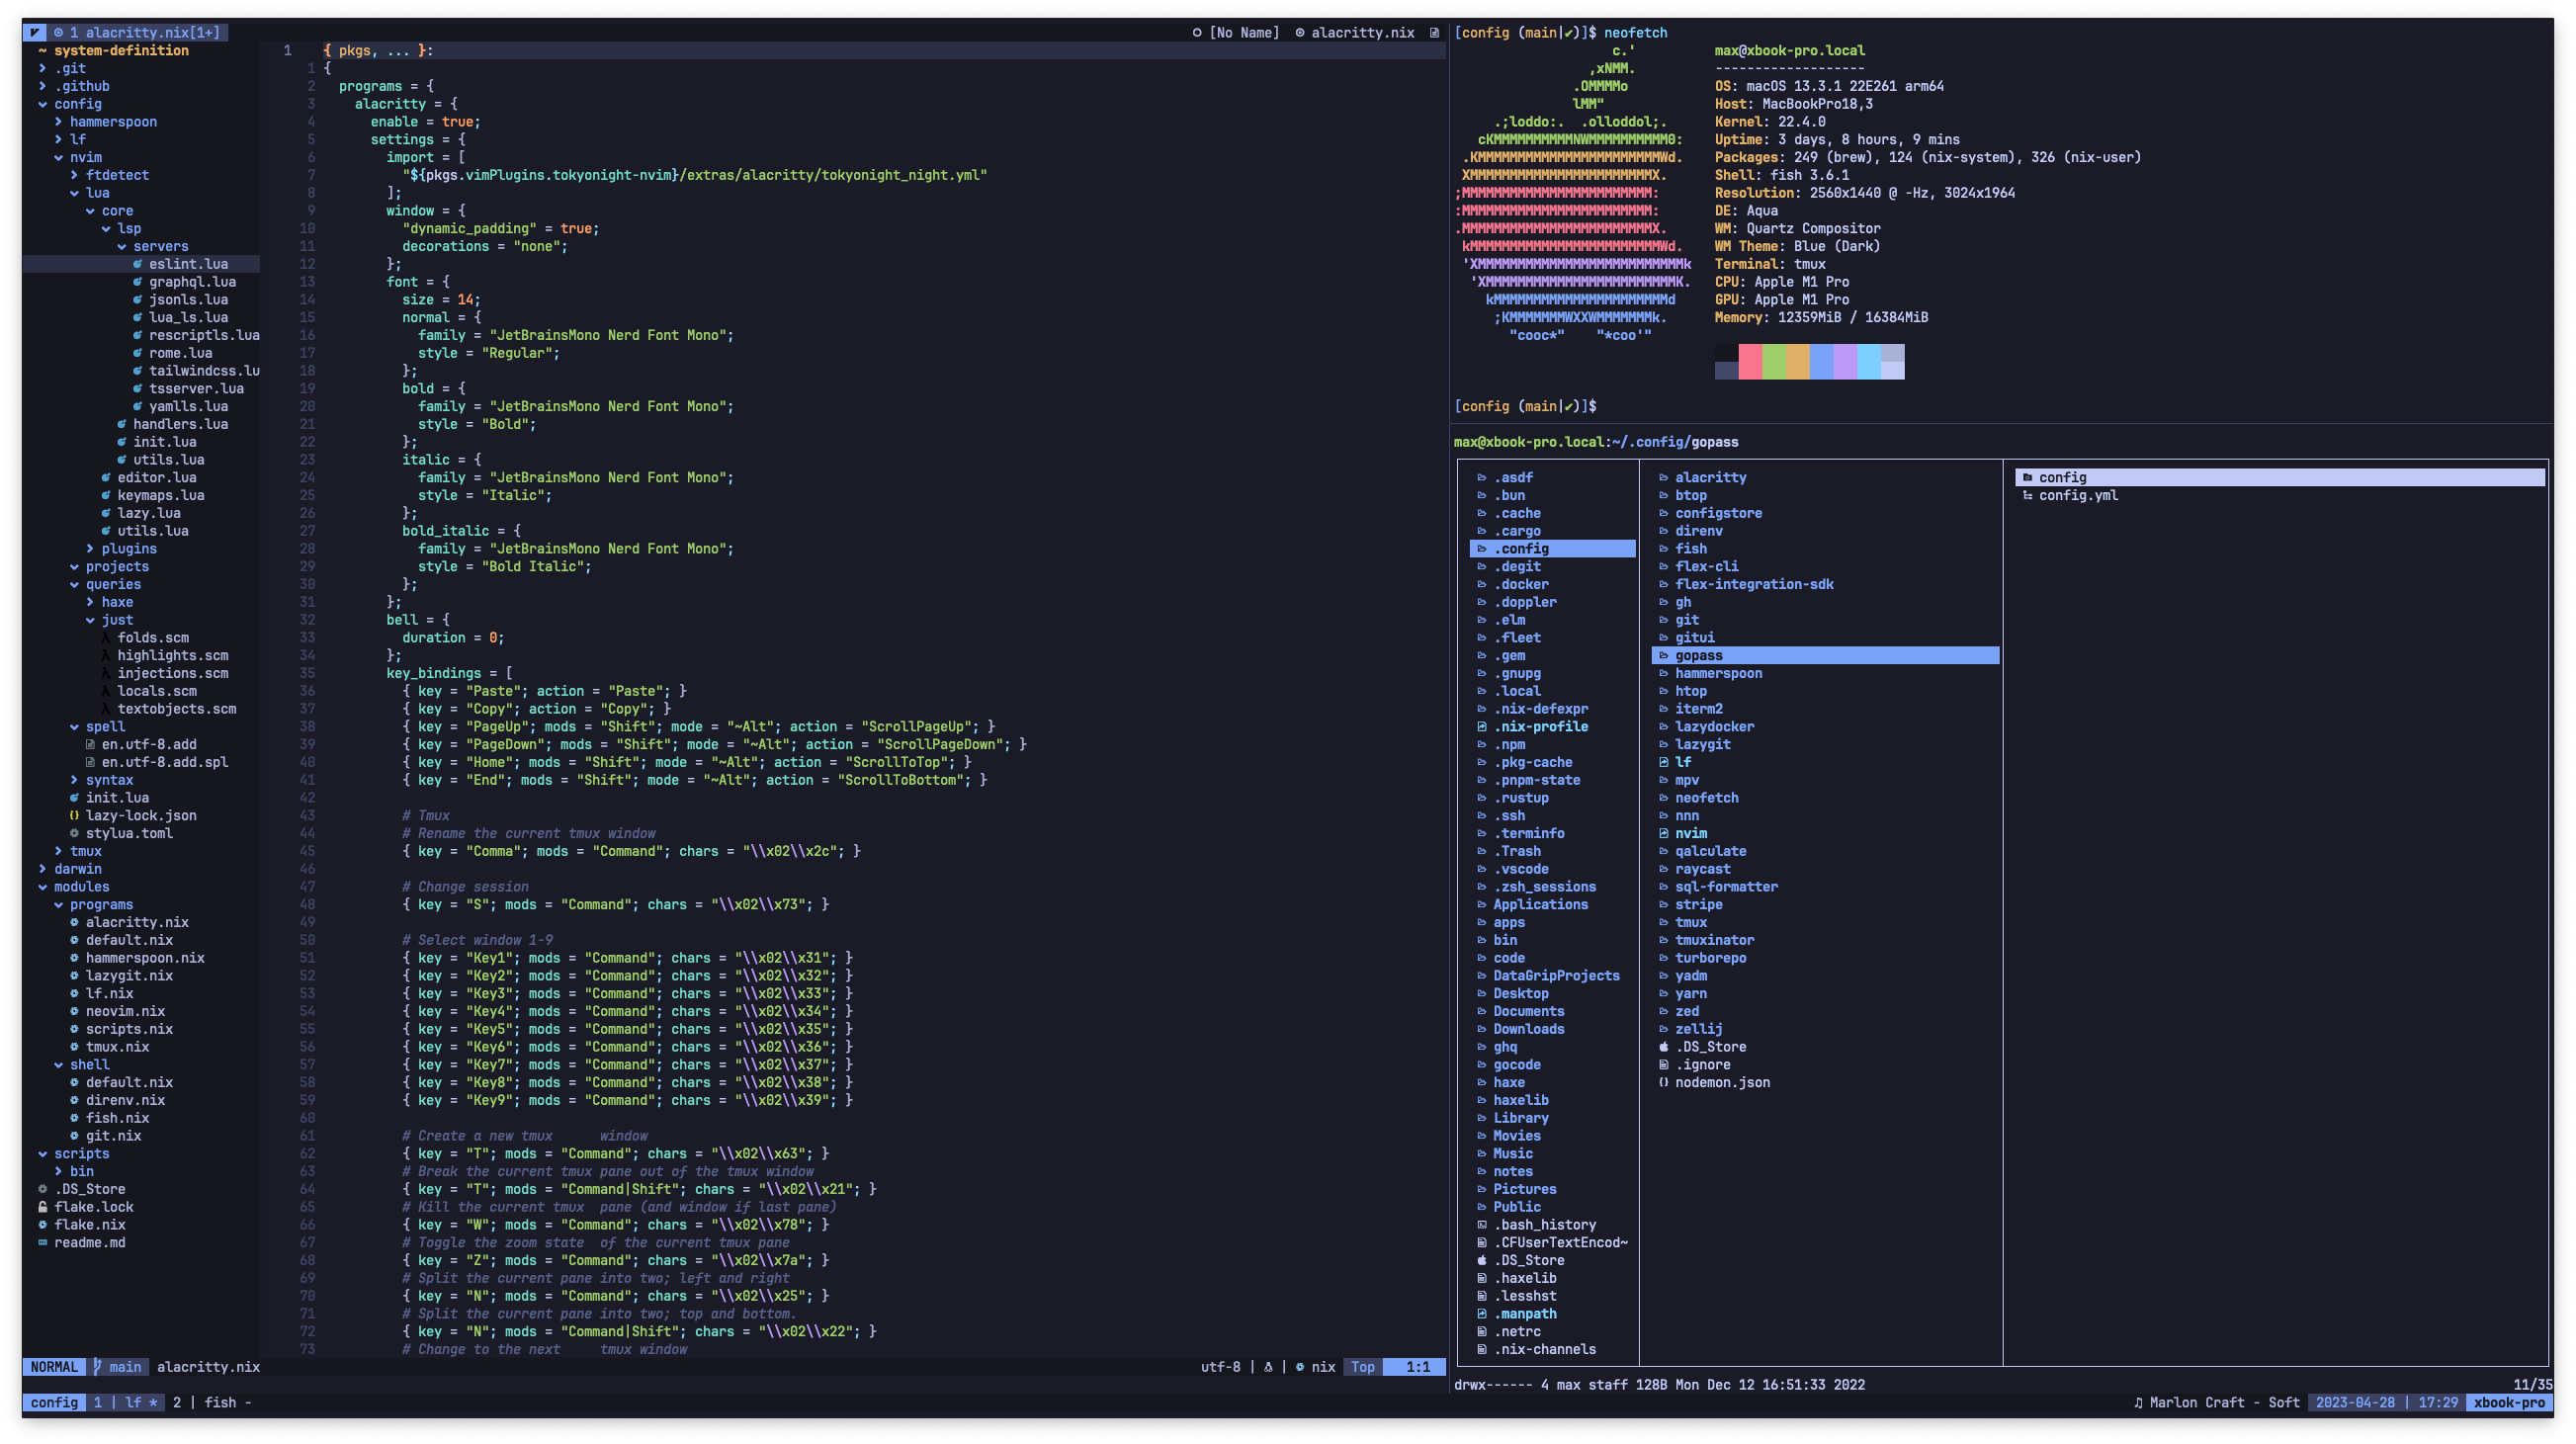 1 alacritty.nix[1+]
[No Name] alacritty.nix
~ system-definition
.git
.github
config
hammerspoon
lf
nvim
ftdetect
lua
core
lsp
servers
eslint.lua
graphql.lua
jsonls.lua
lua_ls.lua
rescriptls.lua
rome.lua
tailwindcss.lu
tsserver.lua
yamlls.lua
handlers.lua
init.lua
utils.lua
editor.lua
keymaps.lua
lazy.lua
utils.lua
plugins
projects
queries
haxe
just
folds.scm
highlights.scm
injections.scm
locals.scm
textobjects.scm
spell
en.utf-8.add
en.utf-8.add.spl
syntax
init.lua
lazy-lock.json
stylua.toml
tmux
darwin
modules
programs
alacritty.nix
default.nix
hammerspoon.nix
lazygit.nix
lf.nix
neovim.nix
scripts.nix
tmux.nix
shell
default.nix
direnv.nix
fish.nix
git.nix
scripts
bin
.DS_Store
flake.lock
flake.nix
readme.md
1 { pkgs, ... }:
1 {
2 programs = {
3 alacritty = {
4 enable = true;
5 settings = {
6 import = [
7 "${pkgs.vimPlugins.tokyonight-nvim}/extras/alacritty/tokyonight_night.yml"
8 ];
9 window = {
10 "dynamic_padding" = true;
11 decorations = "none";
12 };
13 font = {
14 size = 14;
15 normal = {
16 family = "JetBrainsMono Nerd Font Mono";
17 style = "Regular";
18 };
19 bold = {
20 family = "JetBrainsMono Nerd Font Mono";
21 style = "Bold";
22 };
23 italic = {
24 family = "JetBrainsMono Nerd Font Mono";
25 style = "Italic";
26 };
27 bold_italic = {
28 family = "JetBrainsMono Nerd Font Mono";
29 style = "Bold Italic";
30 };
31 };
32 bell = {
33 duration = 0;
34 };
35 key_bindings = [
36 { key = "Paste"; action = "Paste"; }
37 { key = "Copy"; action = "Copy"; }
38 { key = "PageUp"; mods = "Shift"; mode = "~Alt"; action = "ScrollPageUp"; }
39 { key = "PageDown"; mods = "Shift"; mode = "~Alt"; action = "ScrollPageDown"; }
40 { key = "Home"; mods = "Shift"; mode = "~Alt"; action = "ScrollToTop"; }
41 { key = "End"; mods = "Shift"; mode = "~Alt"; action = "ScrollToBottom"; }
42
43 # Tmux
44 # Rename the current tmux window
45 { key = "Comma"; mods = "Command"; chars = "\\x02\\x2c"; }
46
47 # Change session
48 { key = "S"; mods = "Command"; chars = "\\x02\\x73"; }
49
50 # Select window 1-9
51 { key = "Key1"; mods = "Command"; chars = "\\x02\\x31"; }
52 { key = "Key2"; mods = "Command"; chars = "\\x02\\x32"; }
53 { key = "Key3"; mods = "Command"; chars = "\\x02\\x33"; }
54 { key = "Key4"; mods = "Command"; chars = "\\x02\\x34"; }
55 { key = "Key5"; mods = "Command"; chars = "\\x02\\x35"; }
56 { key = "Key6"; mods = "Command"; chars = "\\x02\\x36"; }
57 { key = "Key7"; mods = "Command"; chars = "\\x02\\x37"; }
58 { key = "Key8"; mods = "Command"; chars = "\\x02\\x38"; }
59 { key = "Key9"; mods = "Command"; chars = "\\x02\\x39"; }
60
61 # Create a new tmux window
62 { key = "T"; mods = "Command"; chars = "\\x02\\x63"; }
63 # Break the current tmux pane out of the tmux window
64 { key = "T"; mods = "Command|Shift"; chars = "\\x02\\x21"; }
65 # Kill the current tmux pane (and window if last pane)
66 { key = "W"; mods = "Command"; chars = "\\x02\\x78"; }
67 # Toggle the zoom state of the current tmux pane
68 { key = "Z"; mods = "Command"; chars = "\\x02\\x7a"; }
69 # Split the current pane into two; left and right
70 { key = "N"; mods = "Command"; chars = "\\x02\\x25"; }
71 # Split the current pane into two; top and bottom.
72 { key = "N"; mods = "Command|Shift"; chars = "\\x02\\x22"; }
73 # Change to the next tmux window
NORMAL main alacritty.nix utf-8 | | nix Top 1:1
[config (main|✔)]$ neofetch
c.'
,xNMM.
.OMMMMo
lMM"
.;loddo:. .olloddol;.
cKMMMMMMMMMMNWMMMMMMMMMM0:
.KMMMMMMMMMMMMMMMMMMMMMMMWd.
XMMMMMMMMMMMMMMMMMMMMMMMX.
;MMMMMMMMMMMMMMMMMMMMMMMM:
:MMMMMMMMMMMMMMMMMMMMMMMM:
.MMMMMMMMMMMMMMMMMMMMMMMMX.
kMMMMMMMMMMMMMMMMMMMMMMMMWd.
'XMMMMMMMMMMMMMMMMMMMMMMMMMMk
'XMMMMMMMMMMMMMMMMMMMMMMMMK.
kMMMMMMMMMMMMMMMMMMMMMMd
;KMMMMMMMWXXWMMMMMMMk.
"cooc*" "*coo'"
max@xbook-pro.local
-------------------
OS: macOS 13.3.1 22E261 arm64
Host: MacBookPro18,3
Kernel: 22.4.0
Uptime: 3 days, 8 hours, 9 mins
Packages: 249 (brew), 124 (nix-system), 326 (nix-user)
Shell: fish 3.6.1
Resolution: 2560x1440 @ -Hz, 3024x1964
DE: Aqua
WM: Quartz Compositor
WM Theme: Blue (Dark)
Terminal: tmux
CPU: Apple M1 Pro
GPU: Apple M1 Pro
Memory: 12359MiB / 16384MiB
[config (main|✔)]$
max@xbook-pro.local:~/.config/gopass
.asdf
.bun
.cache
.cargo
.config
.degit
.docker
.doppler
.elm
.fleet
.gem
.gnupg
.local
.nix-defexpr
.nix-profile
.npm
.pkg-cache
.pnpm-state
.rustup
.ssh
.terminfo
.Trash
.vscode
.zsh_sessions
Applications
apps
bin
code
DataGripProjects
Desktop
Documents
Downloads
ghq
gocode
haxe
haxelib
Library
Movies
Music
notes
Pictures
Public
.bash_history
.CFUserTextEncod~
.DS_Store
.haxelib
.lesshst
.manpath
.netrc
.nix-channels
alacritty
btop
configstore
direnv
fish
flex-cli
flex-integration-sdk
gh
git
gitui
gopass
hammerspoon
htop
iterm2
lazydocker
lazygit
lf
mpv
neofetch
nnn
nvim
qalculate
raycast
sql-formatter
stripe
tmux
tmuxinator
turborepo
yadm
yarn
zed
zellij
.DS_Store
.ignore
nodemon.json
config
config.yml
drwx------ 4 max staff 128B Mon Dec 12 16:51:33 2022 11/35
config 1 | lf * 2 | fish - ♫ Marlon Craft - Soft 2023-04-28 | 17:29 xbook-pro